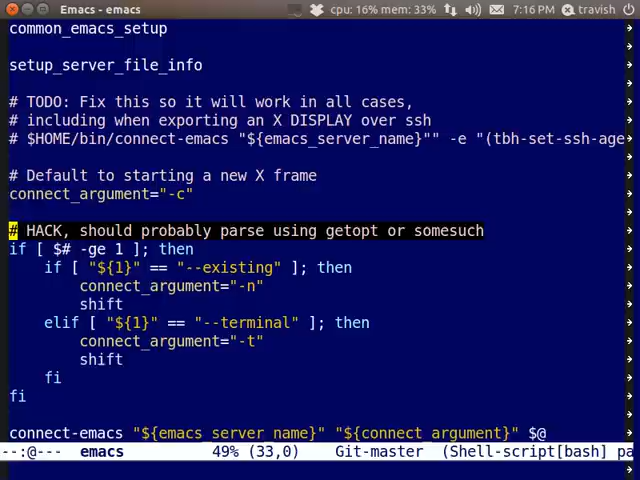 Emacs - emacs cpu: 16% mem: 33% 7:16 PM travish
common_emacs_setup
setup_server_file_info
# TODO: Fix this so it will work in all cases,
# including when exporting an X DISPLAY over ssh
# $HOME/bin/connect-emacs "${emacs_server_name}"" -e "(tbh-set-ssh-age
# Default to starting a new X frame
connect_argument="-c"
# HACK, should probably parse using getopt or somesuch
if [ $# -ge 1 ]; then
    if [ "${1}" == "--existing" ]; then
        connect_argument="-n"
        shift
    elif [ "${1}" == "--terminal" ]; then
        connect_argument="-t"
        shift
    fi
fi
connect-emacs "${emacs_server_name}" "${connect_argument}" $@
--:@--- emacs 49% (33,0) Git-master (Shell-script[bash] pa